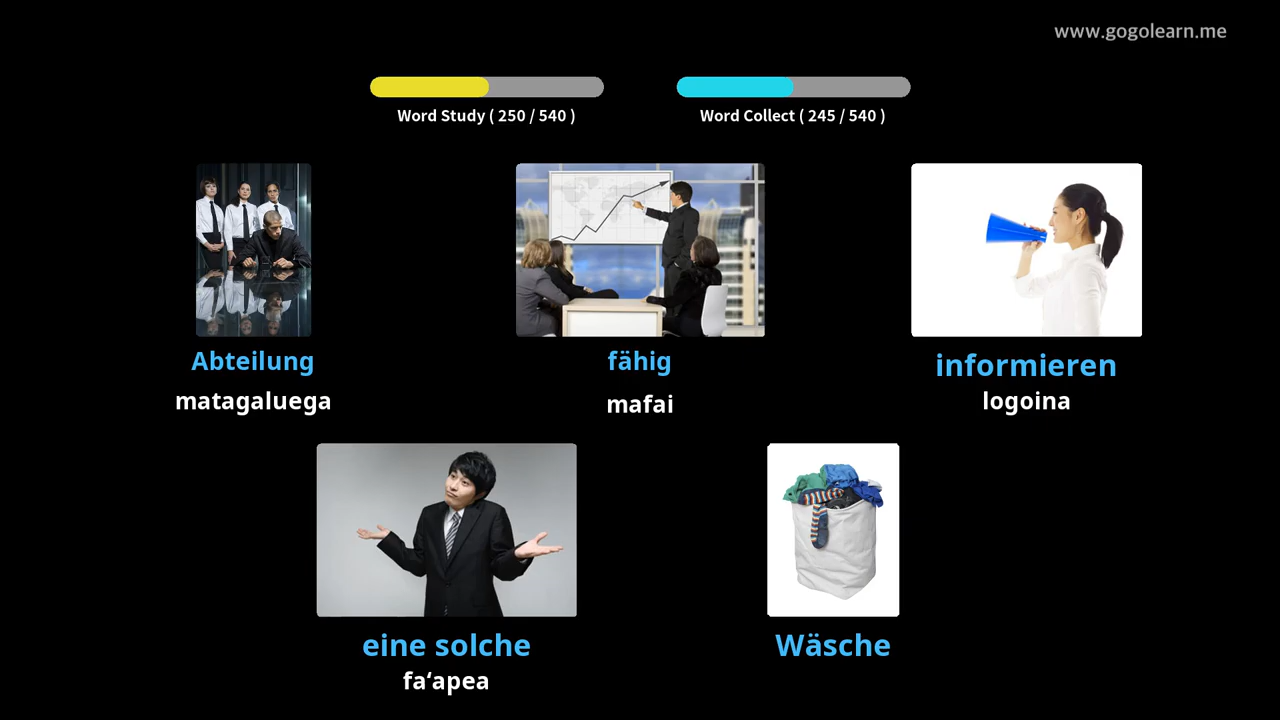 www.gogolearn.me
Word Study ( 250 / 540 )
Word Collect ( 245 / 540 )
Abteilung
matagaluega
fähig
mafai
informieren
logoina
eine solche
fa‘apea
Wäsche